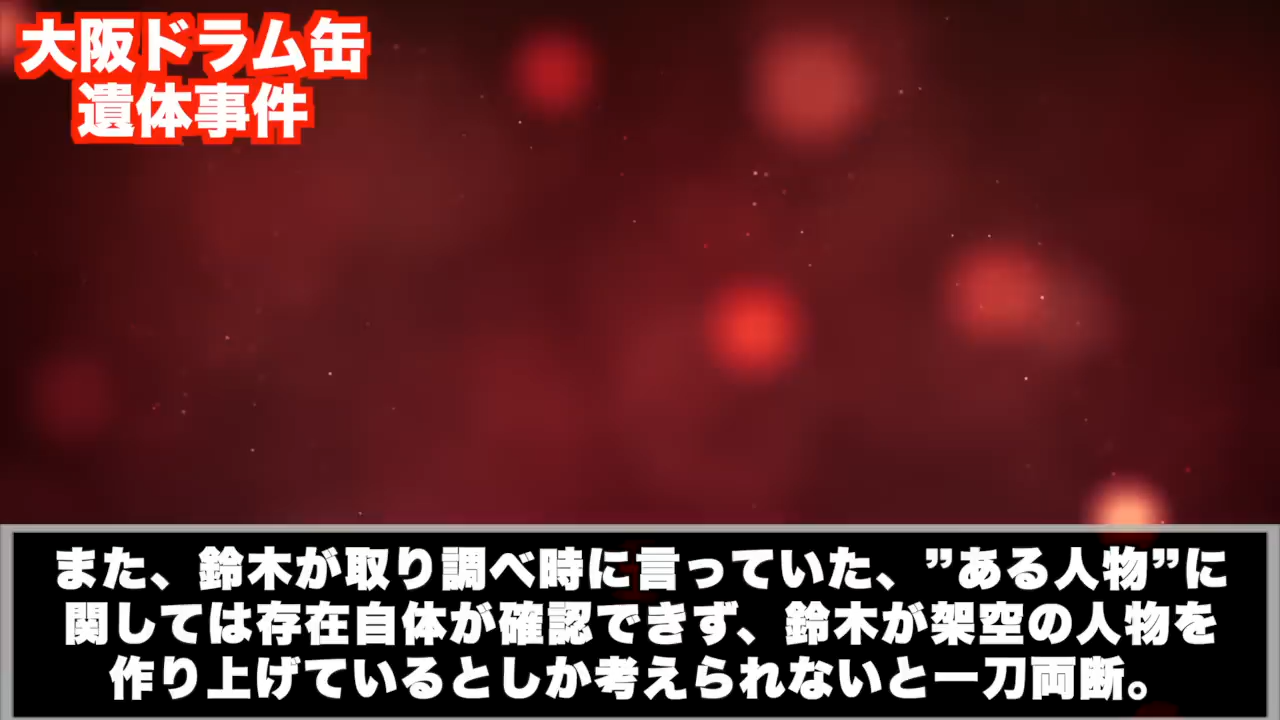 大阪ドラム缶
遺体事件
また、鈴木が取り調べ時に言っていた、”ある人物”に
関しては存在自体が確認できず、鈴木が架空の人物を
作り上げているとしか考えられないと一刀両断。